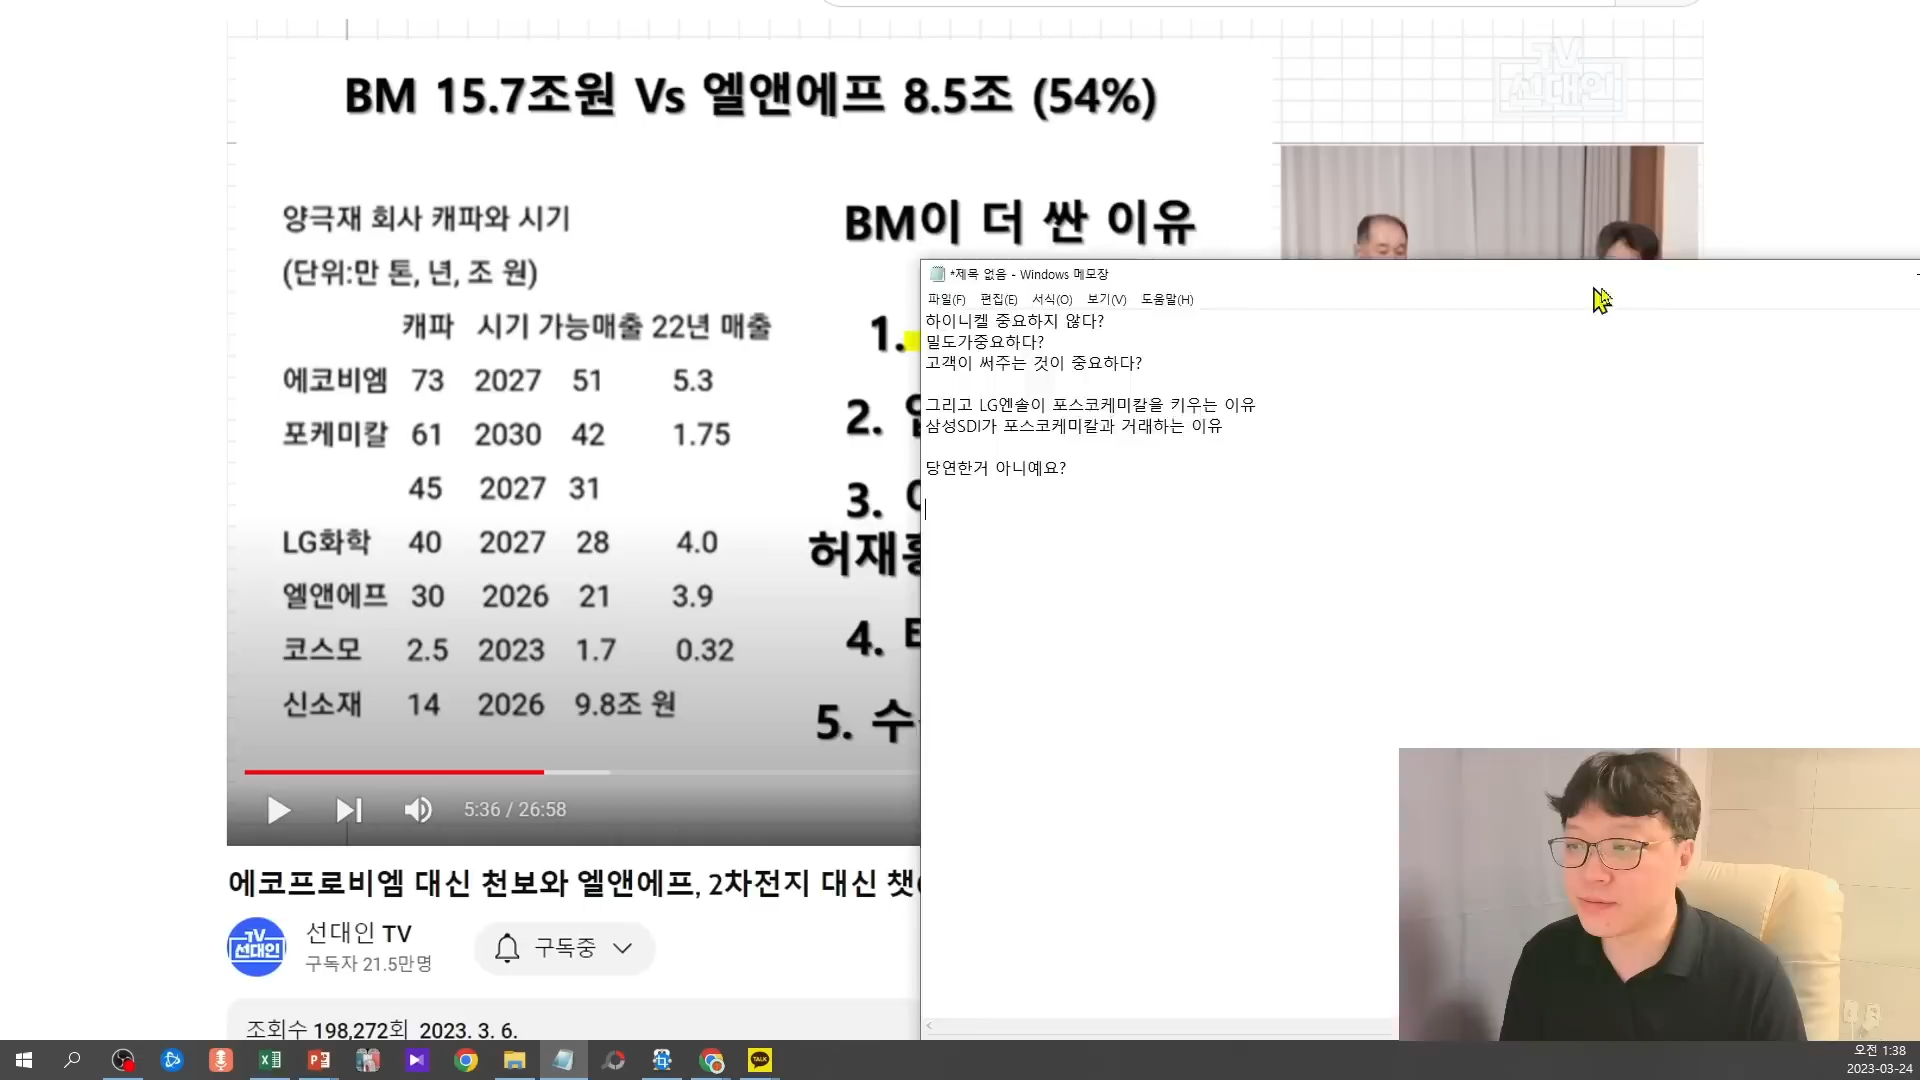 BM 15.7조원 Vs 엘앤에프 8.5조 (54%)
TV
선대인
양극재 회사 캐파와 시기
(단위:만 톤, 년, 조 원)
캐파 시기 가능매출 22년 매출
에코비엠 73 2027 51 5.3
포케미칼 61 2030 42 1.75
45 2027 31
LG화학 40 2027 28 4.0
엘앤에프 30 2026 21 3.9
코스모 2.5 2023 1.7 0.32
신소재 14 2026 9.8조 원
BM이 더 싼 이유
1.
2.
3.
허재
4.
5. 수
*제목 없음 - Windows 메모장
파일(F) 편집(E) 서식(O) 보기(V) 도움말(H)
하이니켈 중요하지 않다?
밀도가중요하다?
고객이 써주는 것이 중요하다?
그리고 LG엔솔이 포스코케미칼을 키우는 이유
삼성SDI가 포스코케미칼과 거래하는 이유
당연한거 아니예요?
5:36 / 26:58
에코프로비엠 대신 천보와 엘앤에프, 2차전지 대신
TV
선대인
선대인 TV
구독자 21.5만명
구독중
조회수 198,272회 2023. 3. 6.
TALK
오전 1:38
2023-03-24